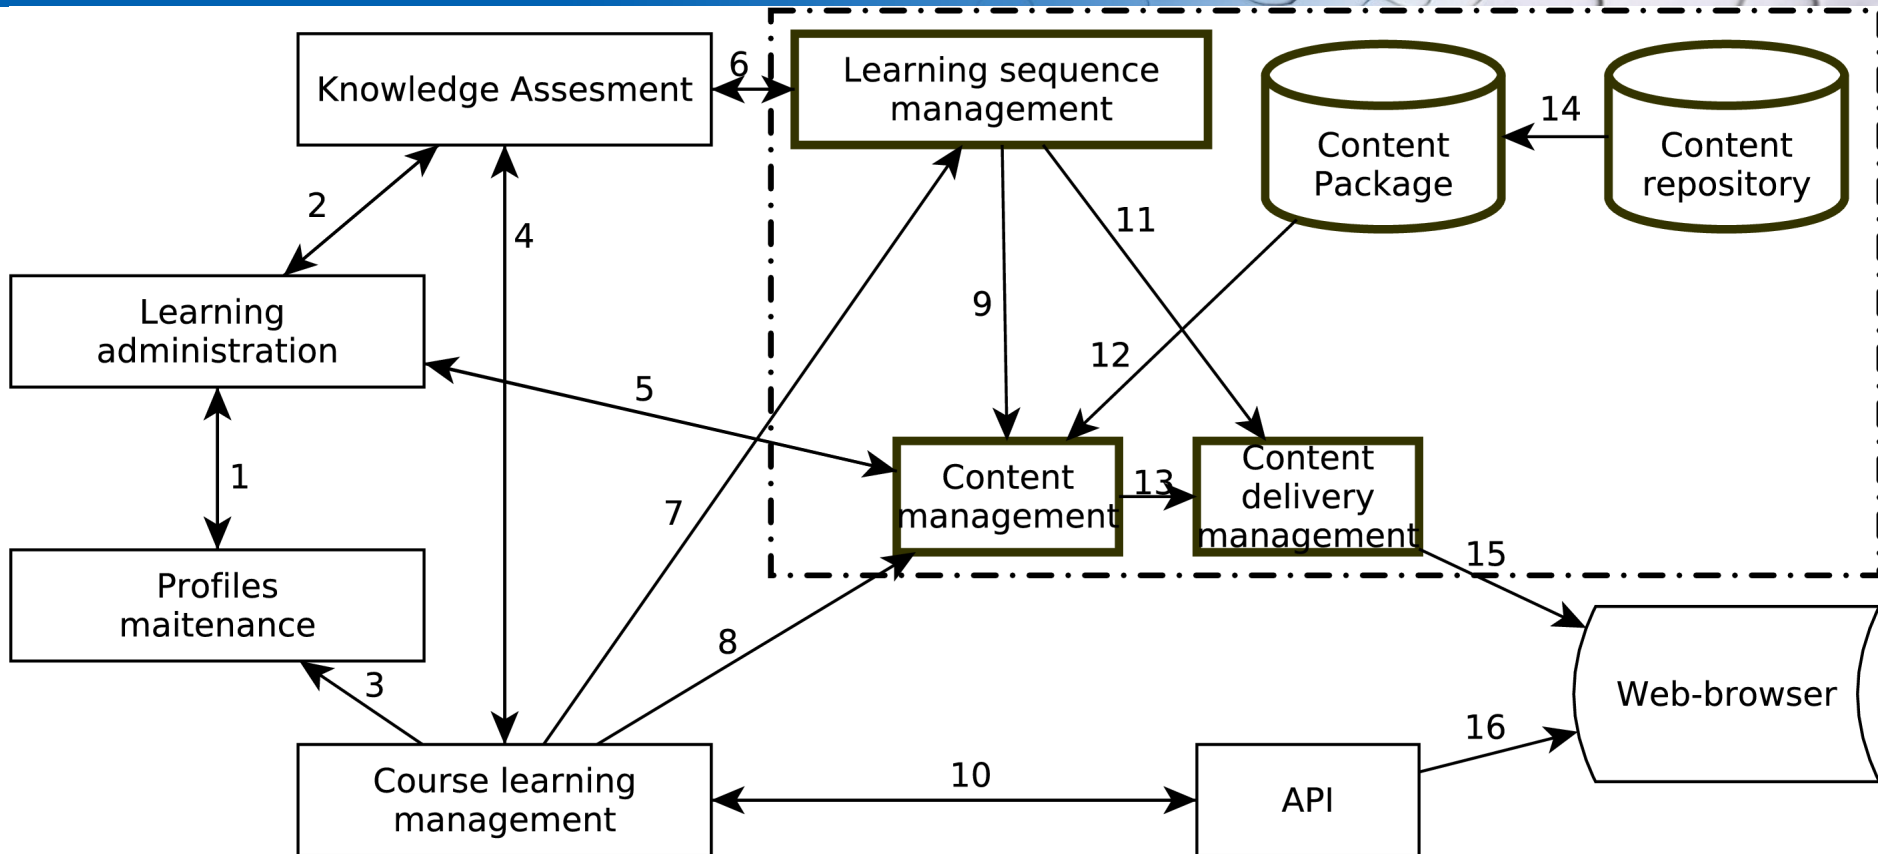 Knowledge Assesment
6
Learning sequence
management
Content
Package
14
Content
repository
2
4
11
Learning
administration
9
12
5
1
7
Content
management
13
Content
delivery
management
15
Profiles
maitenance
3
8
Web-browser
16
Course learning
management
10
API